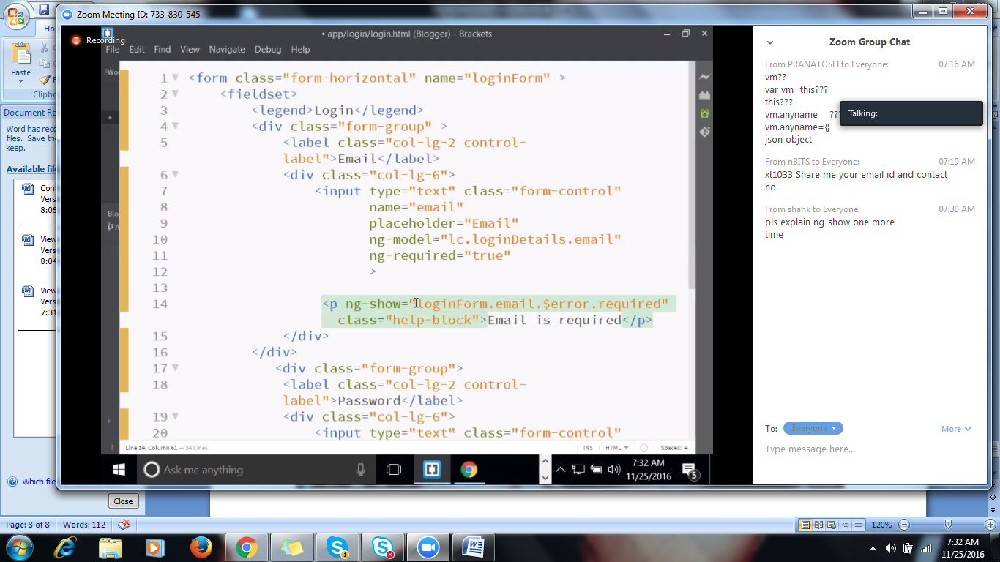 Zoom Meeting ID: 733-830-545
Ho
Paste
Clipbo
Document Re
Word has reco
files. Save the
keep.
Available file
Cont
Vers
8:06
View
Vers
8:04
View
Vers
7:31
Which file
Close
Recording
• app/login/login.html (Blogger) - Brackets
File Edit Find View Navigate Debug Help
Wor
Blog
A
1 <form class="form-horizontal" name="loginForm" >
2 <fieldset>
3 <legend>Login</legend>
4 <div class="form-group" >
5 <label class="col-lg-2 control-
label">Email</label>
6 <div class="col-lg-6">
7 <input type="text" class="form-control"
8 name="email"
9 placeholder="Email"
10 ng-model="lc.loginDetails.email"
11 ng-required="true"
12 >
13
14 <p ng-show="loginForm.email.$error.required"
class="help-block">Email is required</p>
15 </div>
16 </div>
17 <div class="form-group">
18 <label class="col-lg-2 control-
label">Password</label>
19 <div class="col-lg-6">
20 <input type="text" class="form-control"
Line 14, Column 61 — 34 Lines
INS HTML Spaces: 4
Ask me anything
7:32 AM
11/25/2016
5
Zoom Group Chat
From PRANATOSH to Everyone: 07:16 AM
vm??
var vm=this???
this???
vm.anyname ??
vm.anyname={}
json object
Talking:
From nBITS to Everyone: 07:19 AM
xt1033 Share me your email id and contact
no
From shank to Everyone: 07:30 AM
pls explain ng-show one more
time
To: Everyone More
Type message here...
Page: 8 of 8 Words: 112 120%
1
7:32 AM
11/25/2016